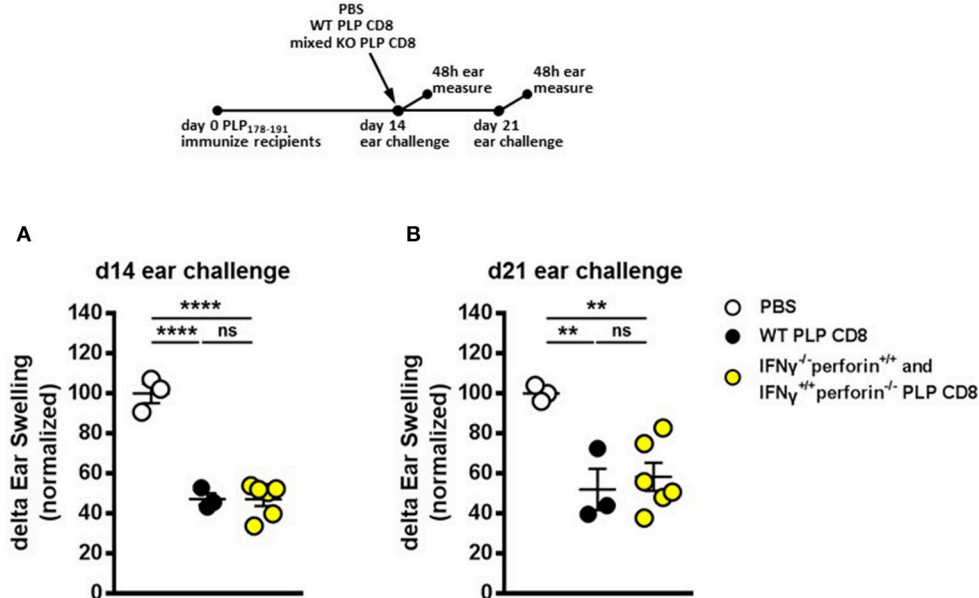 PBS
WT PLP CD8
mixed KO PLP CD8
48h ear
measure
48h ear
measure
day 0 PLP178-191
immunize recipients
day 14
ear challenge
day 21
ear challenge
A
d14 ear challenge
delta Ear Swelling
(normalized)
140
120
100
80
60
40
20
0
****
**** ns
B
d21 ear challenge
delta Ear Swelling
(normalized)
140
120
100
80
60
40
20
0
**
** ns
PBS
WT PLP CD8
IFNγ-/-perforin+/+ and
IFNγ+/+perforin-/- PLP CD8